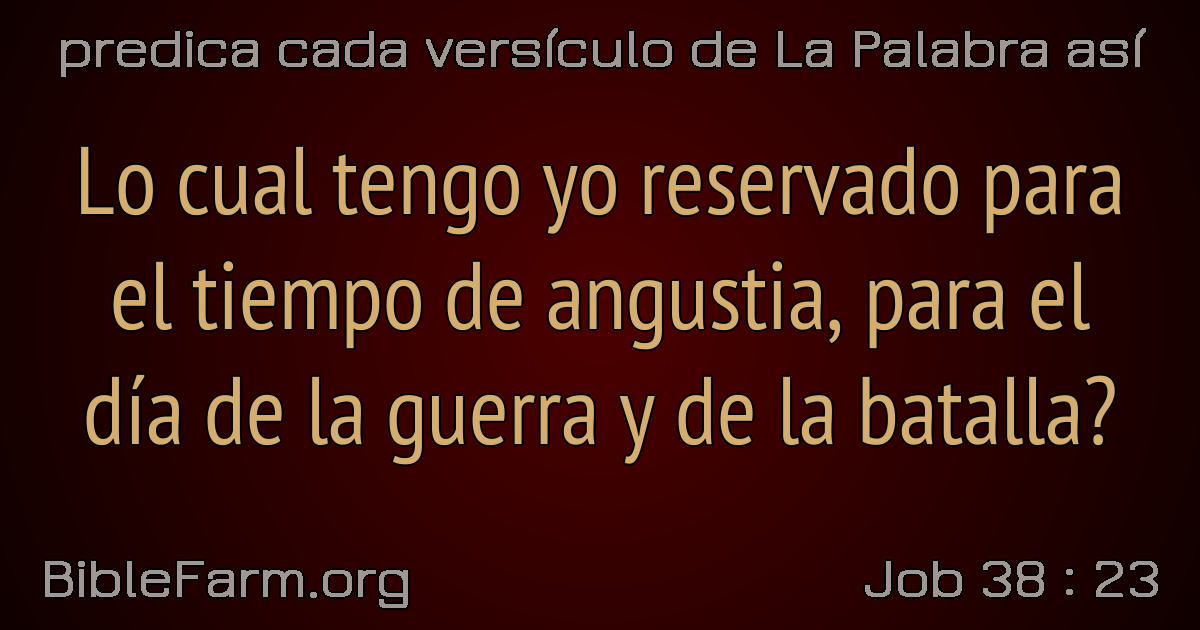 predica cada versículo de La Palabra así
Lo cual tengo yo reservado para
el tiempo de angustia, para el
día de la guerra y de la batalla?
BibleFarm.org
Job 38 : 23